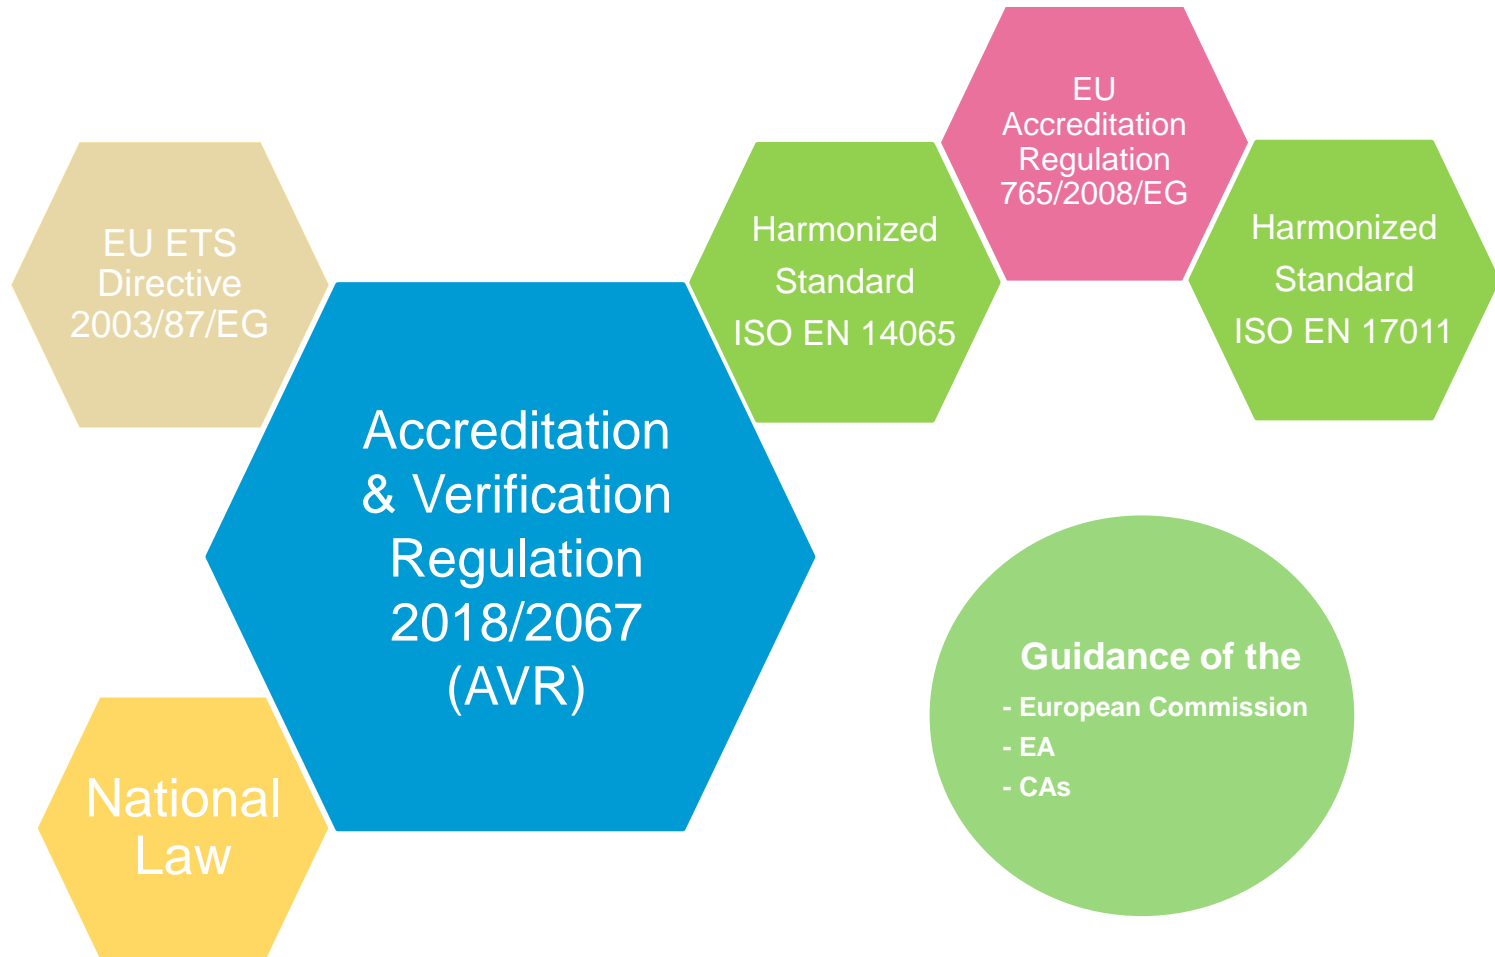 EU
Accreditation
Regulation
765/2008/EG
EU ETS
Directive
2003/87/EG
Harmonized
Standard
ISO EN 14065
Harmonized
Standard
ISO EN 17011
Accreditation
& Verification
Regulation
2018/2067
(AVR)
Guidance of the
- European Commission
- EA
- CAs
National
Law